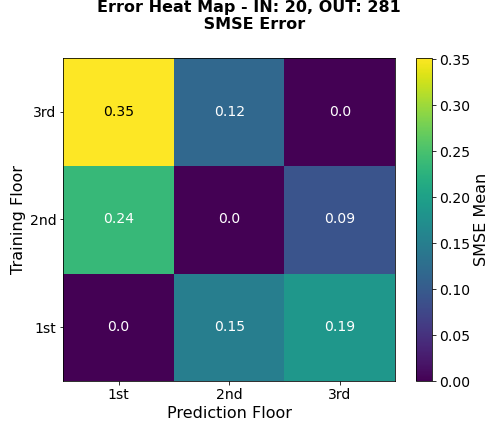 Error Heat Map - IN: 20, OUT: 281
SMSE Error
Training Floor
3rd
2nd
1st
0.35 0.12 0.0
0.24 0.0 0.09
0.0 0.15 0.19
1st 2nd 3rd
Prediction Floor
0.35
0.30
0.25
0.20
0.15
0.10
0.05
0.00
SMSE Mean